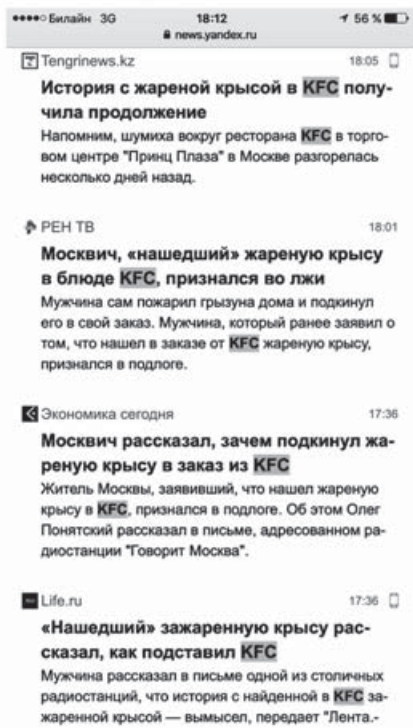 Билайн 3G 18:12 56 %
news.yandex.ru
Tengrinews.kz 18:05
История с жареной крысой в KFC полу-
чила продолжение
Напомним, шумиха вокруг ресторана KFC в торго-
вом центре "Принц Плаза" в Москве разгорелась
несколько дней назад.
РЕН ТВ 18:01
Москвич, «нашедший» жареную крысу
в блюде KFC, признался во лжи
Мужчина сам пожарил грызуна дома и подкинул
его в свой заказ. Мужчина, который ранее заявил о
том, что нашел в заказе от KFC жареную крысу,
признался в подлоге.
Экономика сегодня 17:36
Москвич рассказал, зачем подкинул жа-
реную крысу в заказ из KFC
Житель Москвы, заявивший, что нашел жареную
крысу в KFC, признался в подлоге. Об этом Олег
Понятский рассказал в письме, адресованном ра-
диостанции "Говорит Москва".
Life.ru 17:36
«Нашедший» зажаренную крысу рас-
сказал, как подставил KFC
Мужчина рассказал в письме одной из столичных
радиостанций, что история с найденной в KFC за-
жаренной крысой — вымысел, передает "Лента.-